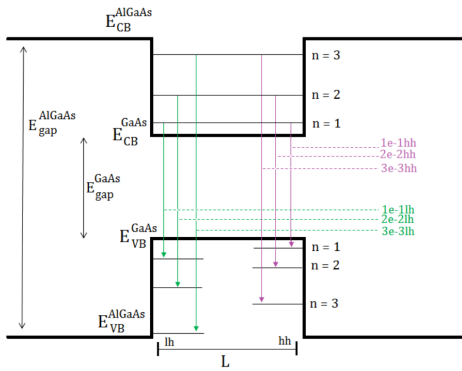 E_CB^AlGaAs
n = 3
E_gap^AlGaAs
n = 2
n = 1
E_CB^GaAs
1e-1hh
2e-2hh
3e-3hh
E_gap^GaAs
1e-1lh
2e-2lh
3e-3lh
E_VB^GaAs
n = 1
n = 2
n = 3
E_VB^AlGaAs
lh
hh
L